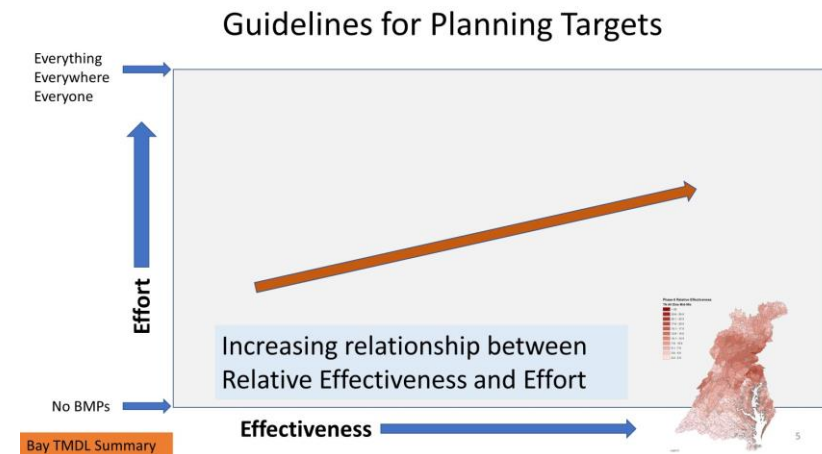 Guidelines for Planning Targets
Everything
Everywhere
Everyone
Effort
Increasing relationship between
Relative Effectiveness and Effort
No BMPs
Effectiveness
Bay TMDL Summary
5